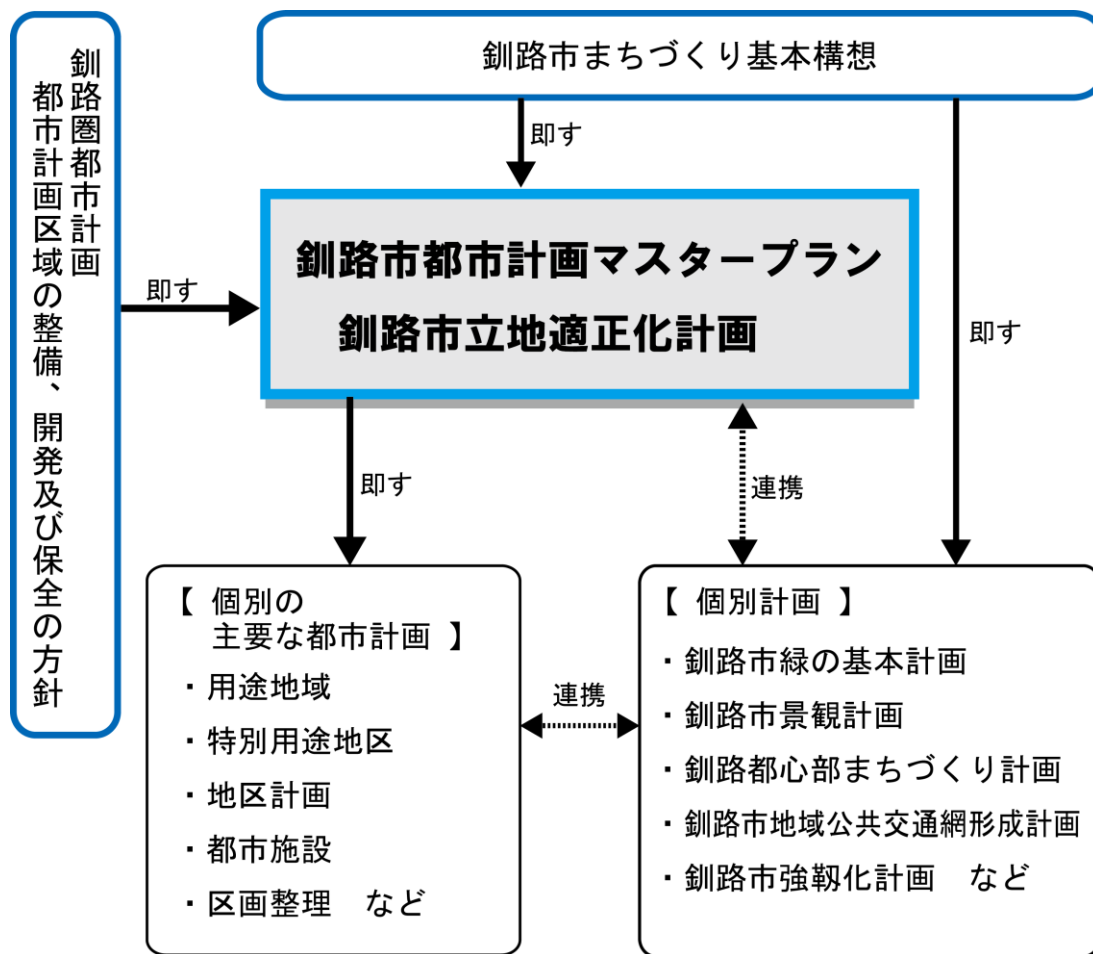 釧路圏都市計画
都市計画区域の整備、開発及び保全の方針
釧路市まちづくり基本構想
即す
即す
即す
釧路市都市計画マスタープラン
釧路市立地適正化計画
即す
連携
【 個別の
主要な都市計画 】
・用途地域
・特別用途地区
・地区計画
・都市施設
・区画整理　など
連携
【 個別計画 】
・釧路市緑の基本計画
・釧路市景観計画
・釧路都心部まちづくり計画
・釧路市地域公共交通網形成計画
・釧路市強靱化計画　など